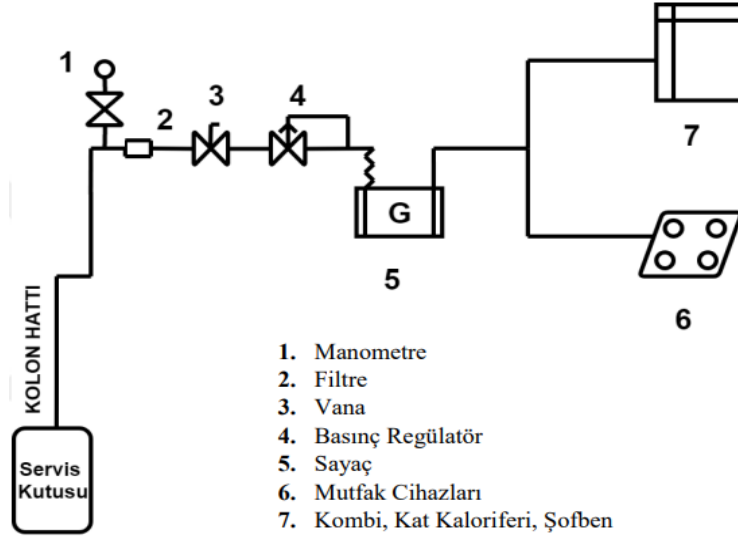 1
2
3
4
7
G
5
6
KOLON HATTI
Servis
Kutusu
1. Manometre
2. Filtre
3. Vana
4. Basınç Regülatör
5. Sayaç
6. Mutfak Cihazları
7. Kombi, Kat Kaloriferi, Şofben